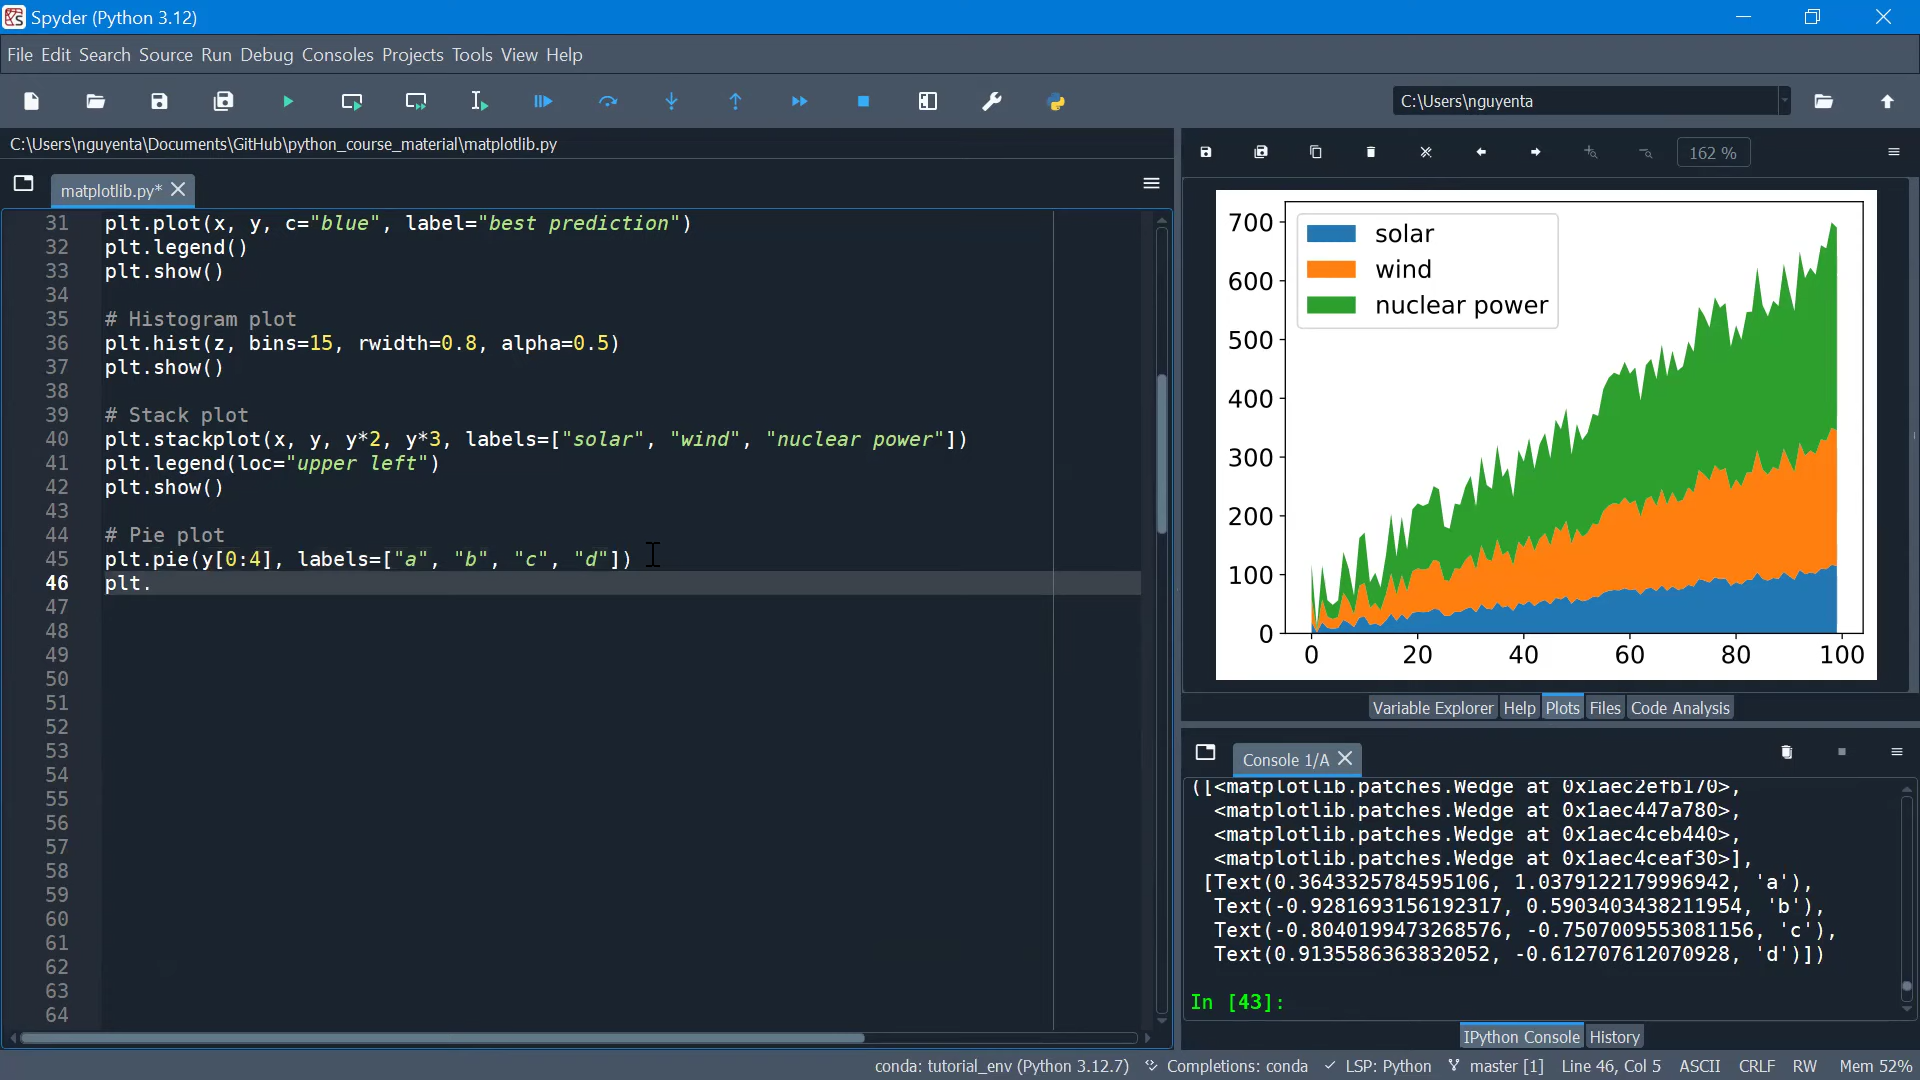 Spyder (Python 3.12)
File Edit Search Source Run Debug Consoles Projects Tools View Help
C:\Users\nguyenta
C:\Users\nguyenta\Documents\GitHub\python_course_material\matplotlib.py
matplotlib.py*
31 plt.plot(x, y, c="blue", label="best prediction")
32 plt.legend()
33 plt.show()
34
35 # Histogram plot
36 plt.hist(z, bins=15, rwidth=0.8, alpha=0.5)
37 plt.show()
38
39 # Stack plot
40 plt.stackplot(x, y, y*2, y*3, labels=["solar", "wind", "nuclear power"])
41 plt.legend(loc="upper left")
42 plt.show()
43
44 # Pie plot
45 plt.pie(y[0:4], labels=["a", "b", "c", "d"])
46 plt.
47
48
49
50
51
52
53
54
55
56
57
58
59
60
61
62
63
64
162 %
700
600
500
400
300
200
100
0
solar
wind
nuclear power
0 20 40 60 80 100
Variable Explorer Help Plots Files Code Analysis
Console 1/A
([<matplotlib.patches.Wedge at 0x1aec2efb170>,
<matplotlib.patches.Wedge at 0x1aec447a780>,
<matplotlib.patches.Wedge at 0x1aec4ceb440>,
<matplotlib.patches.Wedge at 0x1aec4ceaf30>],
[Text(0.3643325784595106, 1.0379122179996942, 'a'),
Text(-0.9281693156192317, 0.5903403438211954, 'b'),
Text(-0.8040199473268576, -0.7507009553081156, 'c'),
Text(0.9135586363832052, -0.612707612070928, 'd')])
In [43]:
IPython Console History
conda: tutorial_env (Python 3.12.7) Completions: conda LSP: Python master [1] Line 46, Col 5 ASCII CRLF RW Mem 52%